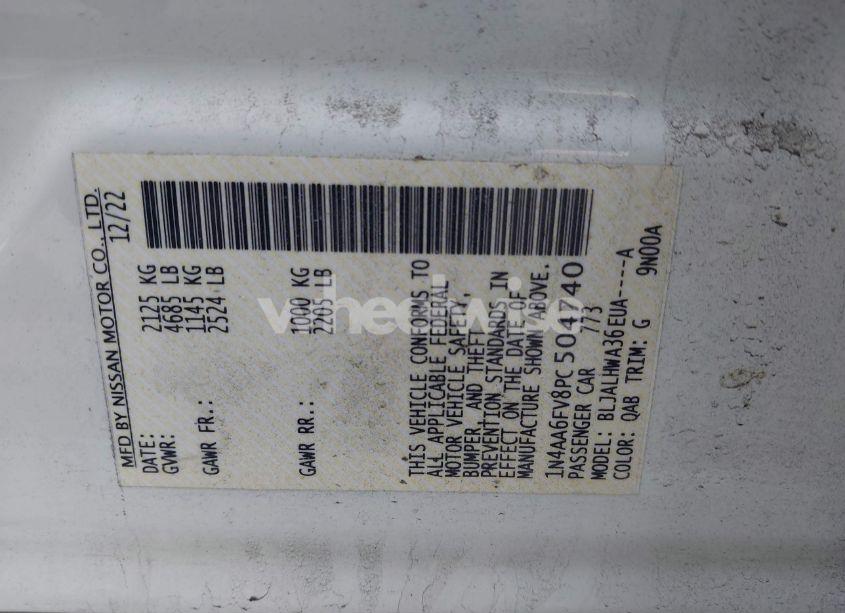 MFD BY NISSAN MOTOR CO., LTD.
DATE: 12/22
GVWR: 2125 KG
4685 LB
GAWR FR.: 1145 KG
2524 LB
GAWR RR.: 1000 KG
2205 LB
THIS VEHICLE CONFORMS TO
ALL APPLICABLE FEDERAL
MOTOR VEHICLE SAFETY,
BUMPER, AND THEFT
PREVENTION STANDARDS IN
EFFECT ON THE DATE OF
MANUFACTURE SHOWN ABOVE.
1N4AA6FV8PC504740
PASSENGER CAR 773
MODEL: BLJALHWA36EUA-----A
COLOR: QAB TRIM: G 9N00A